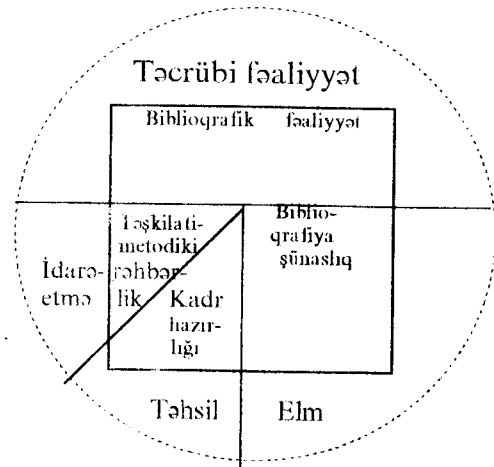 Təcrübi fəaliyyət
Biblioqrafik fəaliyyət
Təşkilati-
metodiki
rəhbər-
lik
Biblio-
qrafiya
şünaslıq
İdarə-
etmə
Kadr
hazır-
lığı
Təhsil
Elm